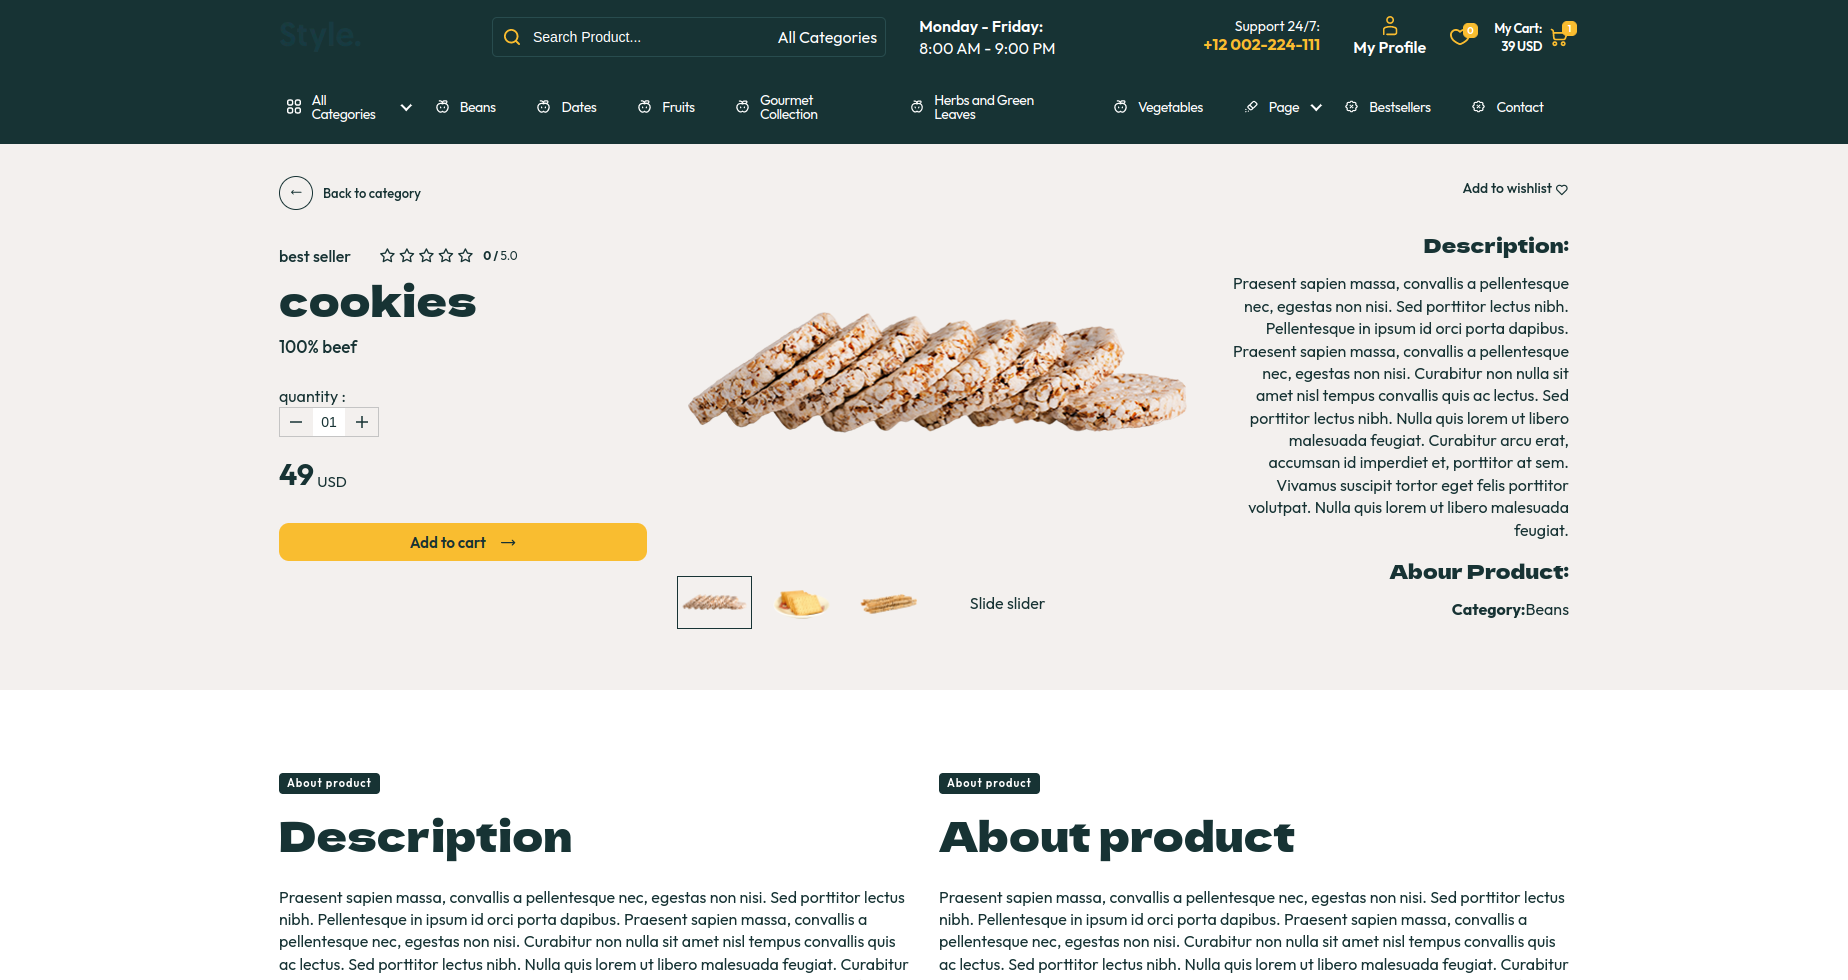 Style.
Search Product...
All Categories
Monday - Friday:
8:00 AM - 9:00 PM
Support 24/7:
+12 002-224-111
My Profile
0
My Cart:
39 USD
1
All
Categories
Beans
Dates
Fruits
Gourmet
Collection
Herbs and Green
Leaves
Vegetables
Page
Bestsellers
Contact
Back to category
Add to wishlist
best seller
0 / 5.0
cookies
100% beef
quantity :
01
49 USD
Add to cart
Slide slider
Description:
Praesent sapien massa, convallis a pellentesque
nec, egestas non nisi. Sed porttitor lectus nibh.
Pellentesque in ipsum id orci porta dapibus.
Praesent sapien massa, convallis a pellentesque
nec, egestas non nisi. Curabitur non nulla sit
amet nisl tempus convallis quis ac lectus. Sed
porttitor lectus nibh. Nulla quis lorem ut libero
malesuada feugiat. Curabitur arcu erat,
accumsan id imperdiet et, porttitor at sem.
Vivamus suscipit tortor eget felis porttitor
volutpat. Nulla quis lorem ut libero malesuada
feugiat.
Abour Product:
Category:Beans
About product
Description
Praesent sapien massa, convallis a pellentesque nec, egestas non nisi. Sed porttitor lectus
nibh. Pellentesque in ipsum id orci porta dapibus. Praesent sapien massa, convallis a
pellentesque nec, egestas non nisi. Curabitur non nulla sit amet nisl tempus convallis quis
ac lectus. Sed porttitor lectus nibh. Nulla quis lorem ut libero malesuada feugiat. Curabitur
About product
About product
Praesent sapien massa, convallis a pellentesque nec, egestas non nisi. Sed porttitor lectus
nibh. Pellentesque in ipsum id orci porta dapibus. Praesent sapien massa, convallis a
pellentesque nec, egestas non nisi. Curabitur non nulla sit amet nisl tempus convallis quis
ac lectus. Sed porttitor lectus nibh. Nulla quis lorem ut libero malesuada feugiat. Curabitur